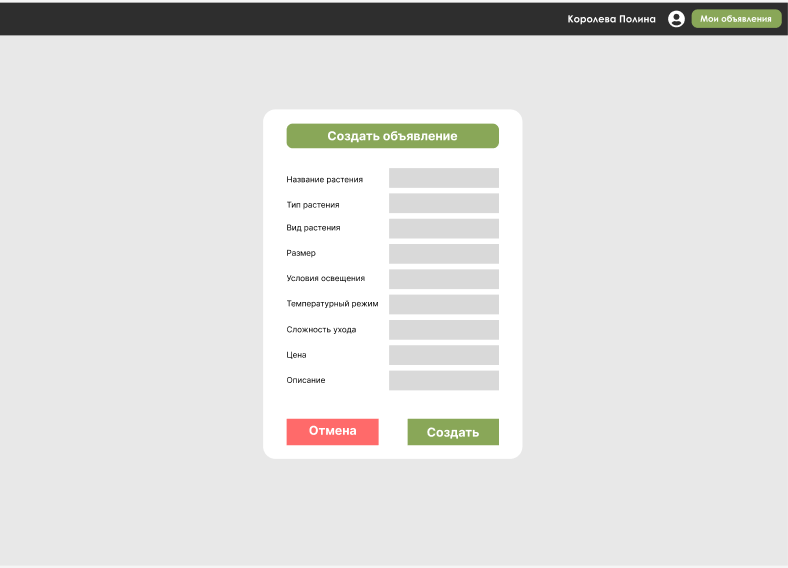 Королева Полина
Мои объявления
Создать объявление
Название растения
Тип растения
Вид растения
Размер
Условия освещения
Температурный режим
Сложность ухода
Цена
Описание
Отмена
Создать